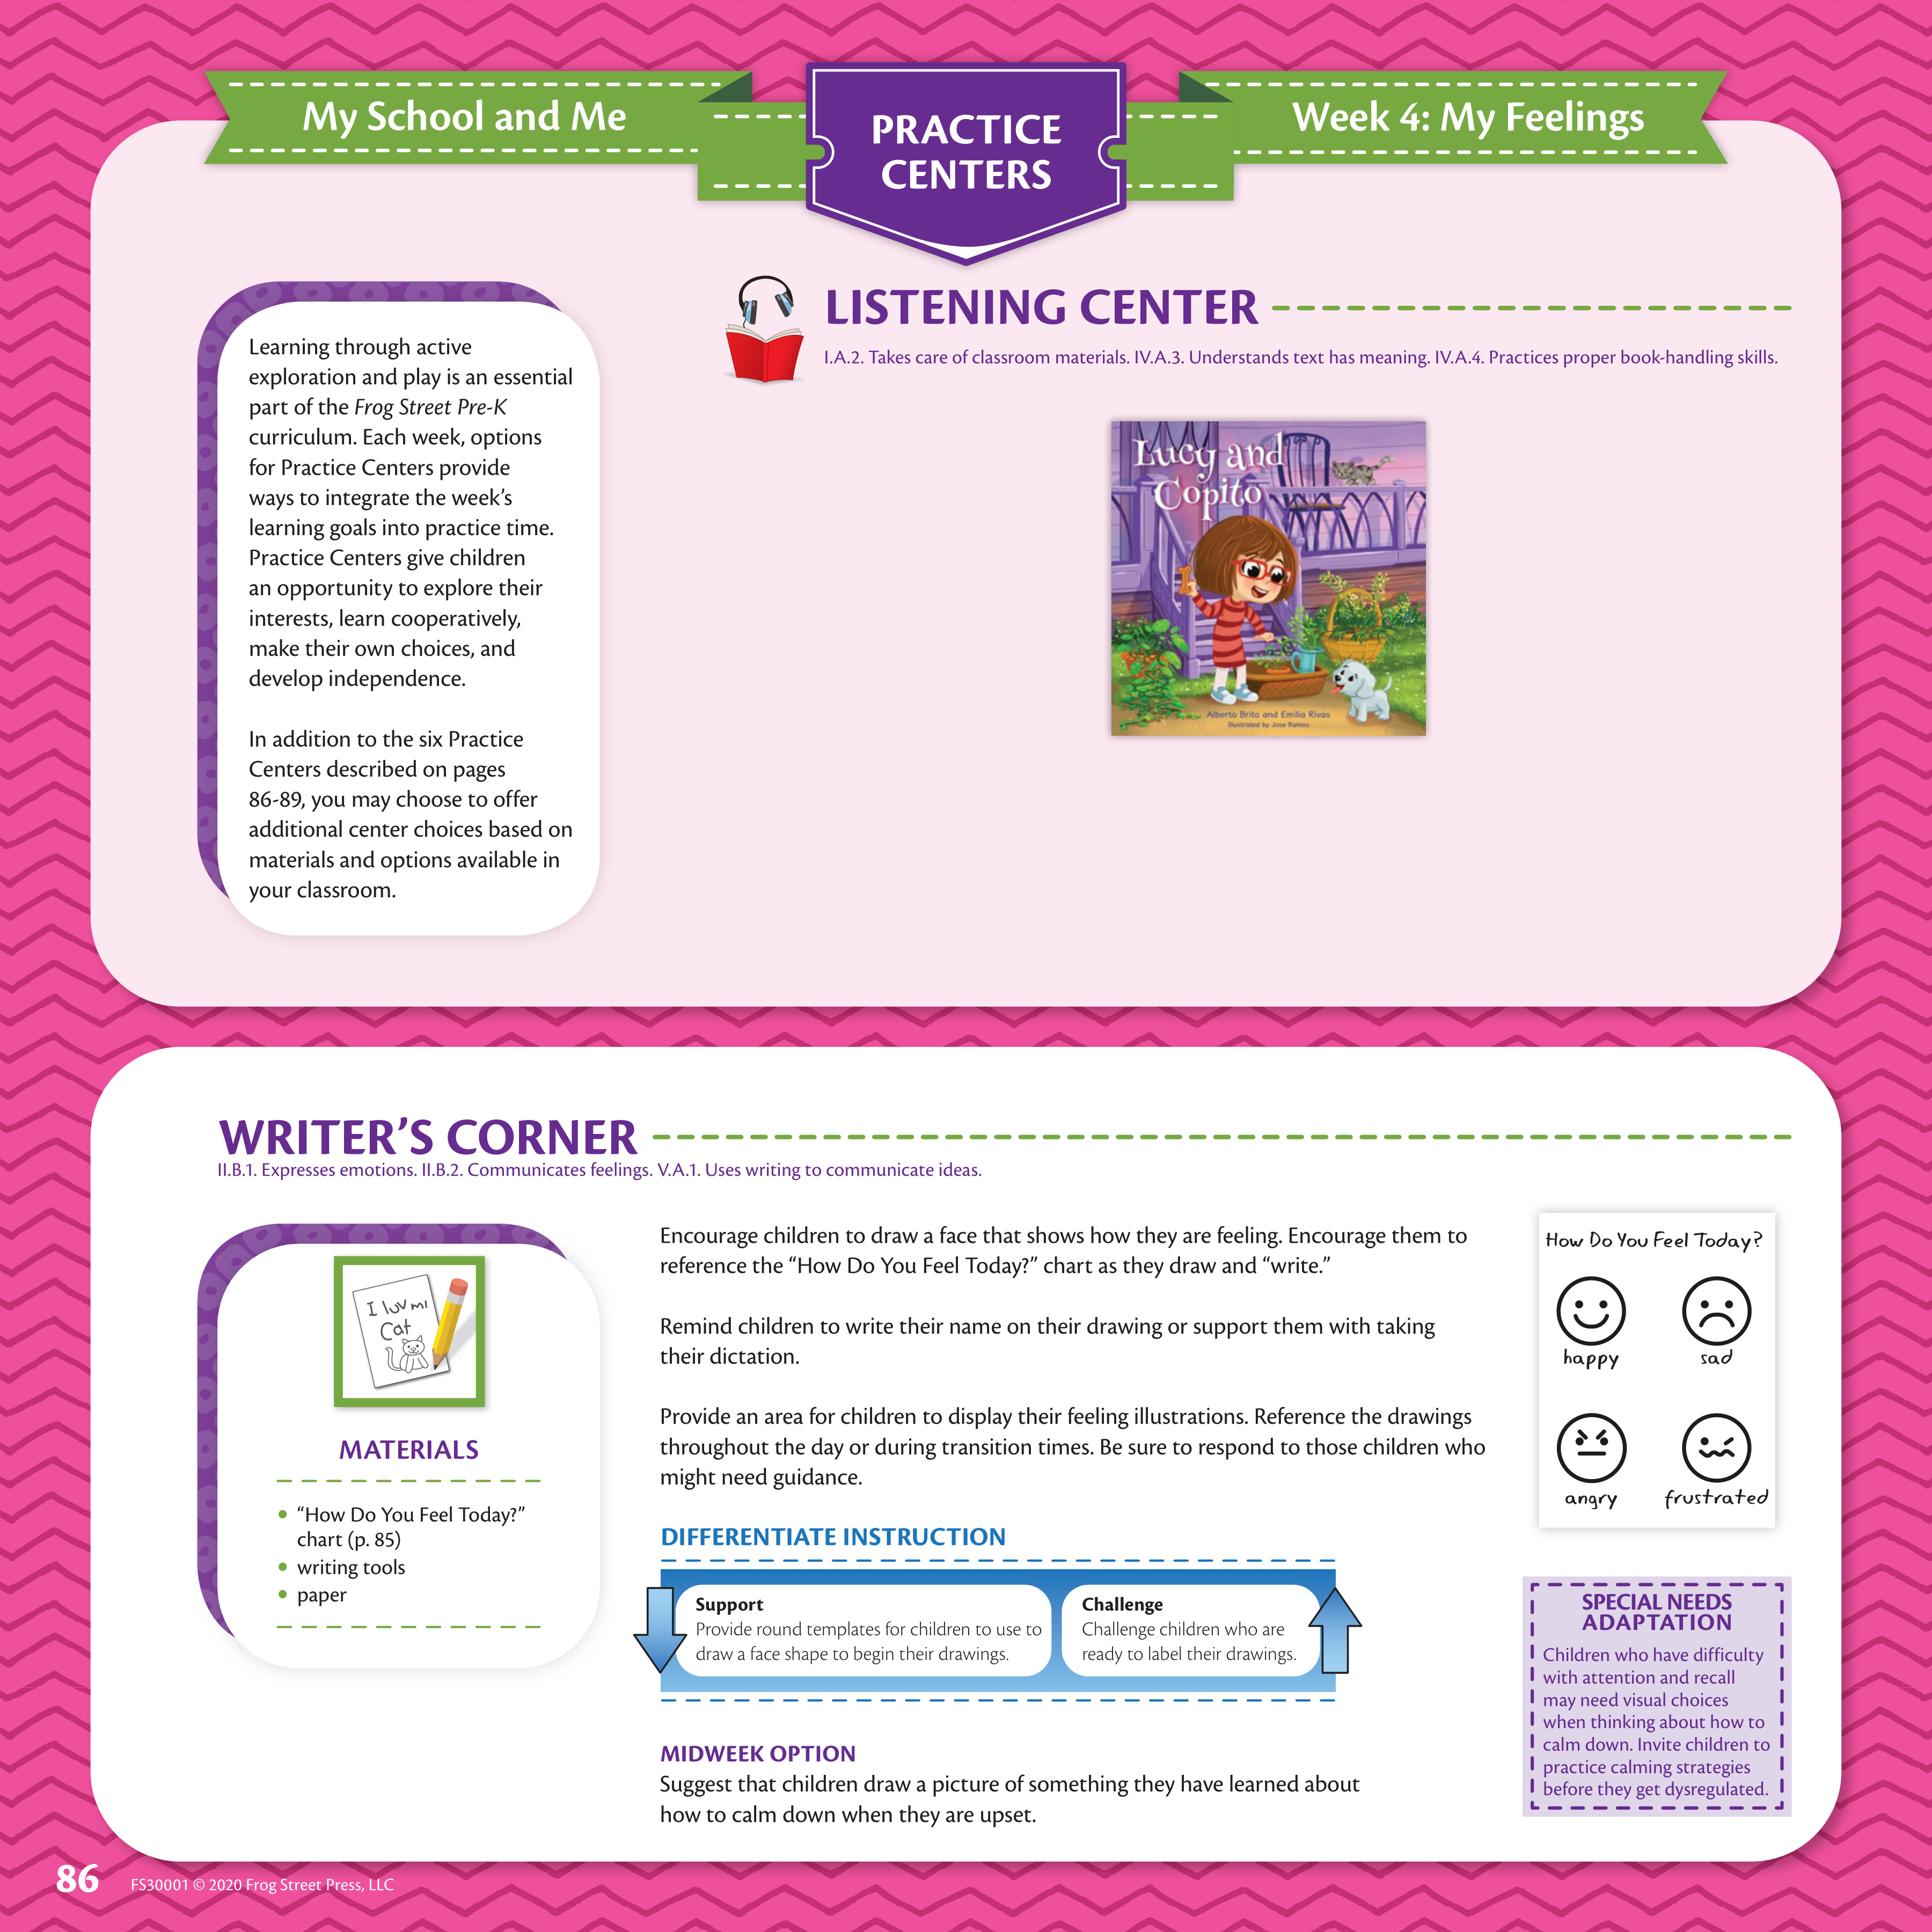 My School and Me
PRACTICE
CENTERS
Week 4: My Feelings
Learning through active
exploration and play is an essential
part of the Frog Street Pre-K
curriculum. Each week, options
for Practice Centers provide
ways to integrate the week's
learning goals into practice time.
Practice Centers give children
an opportunity to explore their
interests, learn cooperatively,
make their own choices, and
develop independence.
In addition to the six Practice
Centers described on pages
86-89, you may choose to offer
additional center choices based on
materials and options available in
your classroom.
LISTENING CENTER
I.A.2. Takes care of classroom materials. IV.A.3. Understands text has meaning. IV.A.4. Practices proper book-handling skills.
Lucy and
Copito
Alberto Brito and Emilia Rivas
Illustrated by Jose Ramos
WRITER'S CORNER
II.B.1. Expresses emotions. II.B.2. Communicates feelings. V.A.1. Uses writing to communicate ideas.
I luv mi
Cat
MATERIALS
• "How Do You Feel Today?"
chart (p. 85)
• writing tools
• paper
Encourage children to draw a face that shows how they are feeling. Encourage them to
reference the "How Do You Feel Today?" chart as they draw and "write."
Remind children to write their name on their drawing or support them with taking
their dictation.
Provide an area for children to display their feeling illustrations. Reference the drawings
throughout the day or during transition times. Be sure to respond to those children who
might need guidance.
DIFFERENTIATE INSTRUCTION
Support
Provide round templates for children to use to
draw a face shape to begin their drawings.
Challenge
Challenge children who are
ready to label their drawings.
MIDWEEK OPTION
Suggest that children draw a picture of something they have learned about
how to calm down when they are upset.
How Do You Feel Today?
happy
sad
angry
frustrated
SPECIAL NEEDS
ADAPTATION
Children who have difficulty
with attention and recall
may need visual choices
when thinking about how to
calm down. Invite children to
practice calming strategies
before they get dysregulated.
86
FS30001 © 2020 Frog Street Press, LLC